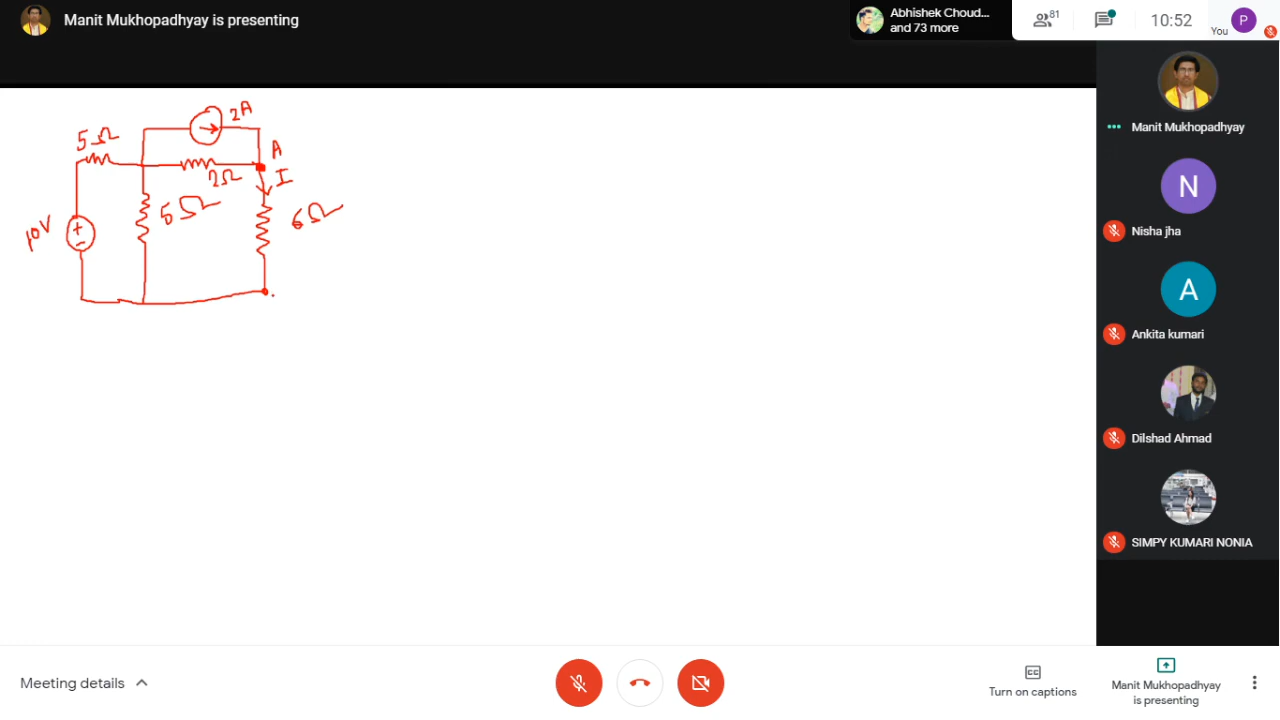 Manit Mukhopadhyay is presenting
Abhishek Choud...
and 73 more
81
10:52
You
P
2A
5Ω
A
2Ω
I
5Ω
6Ω
10V
+
-
Manit Mukhopadhyay
N
Nisha jha
A
Ankita kumari
Dilshad Ahmad
SIMPY KUMARI NONIA
Meeting details
CC
Turn on captions
Manit Mukhopadhyay
is presenting